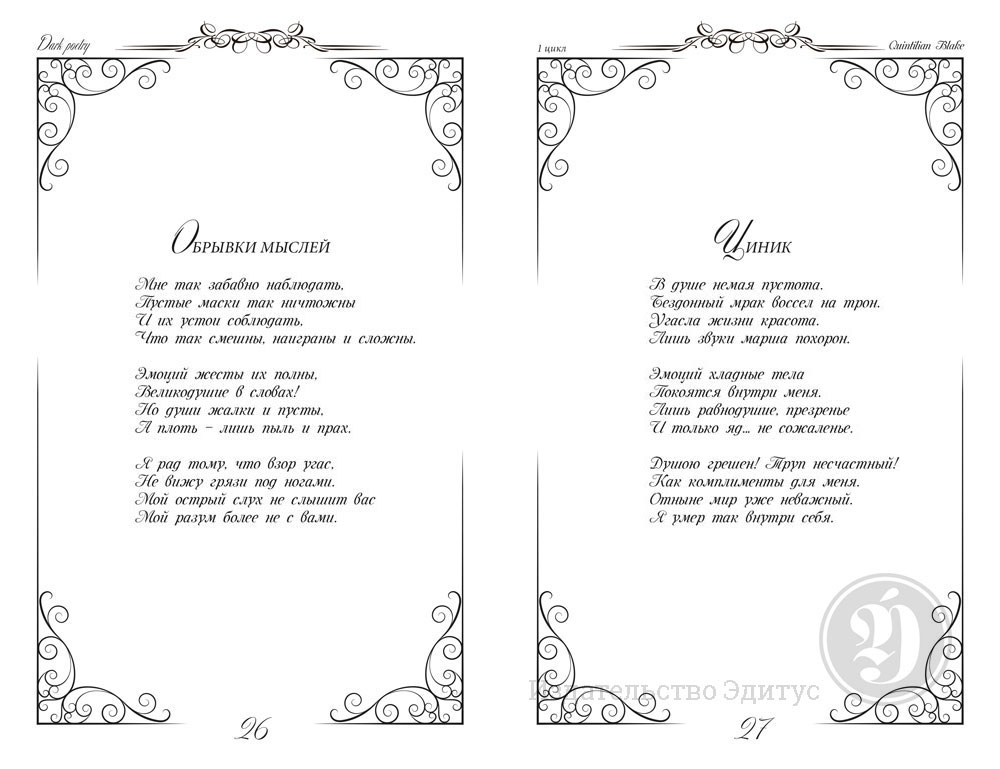 Dark poetry
Обрывки мыслей
Мне так забавно наблюдать,
Пустые маски так ничтожны
И их устои соблюдать,
Что так смешны, наиграны и сложны.
Эмоций жесты их полны,
Великодушие в словах!
Но души жалки и пусты,
А плоть – лишь пыль и прах.
Я рад тому, что взор угас,
Не вижу грязи под ногами.
Мой острый слух не слышит вас
Мой разум более не с вами.
26
1 цикл
Quintilian Blake
Циник
В душе немая пустота.
Бездонный мрак воссел на трон.
Угасла жизни красота.
Лишь звуки марша похорон.
Эмоций хладные тела
Покоятся внутри меня.
Лишь равнодушие, презренье
И только яд... не сожаленье.
Душою грешен! Труп несчастный!
Как комплименты для меня.
Отныне мир уже неважный.
Я умер так внутри себя.
27
Издательство Эдитус